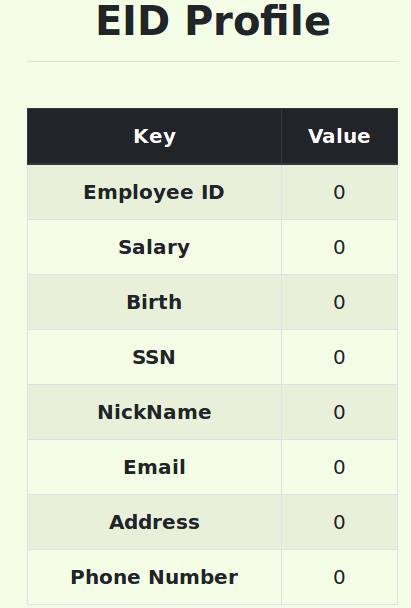 EID Profile
Key Value
Employee ID 0
Salary 0
Birth 0
SSN 0
NickName 0
Email 0
Address 0
Phone Number 0